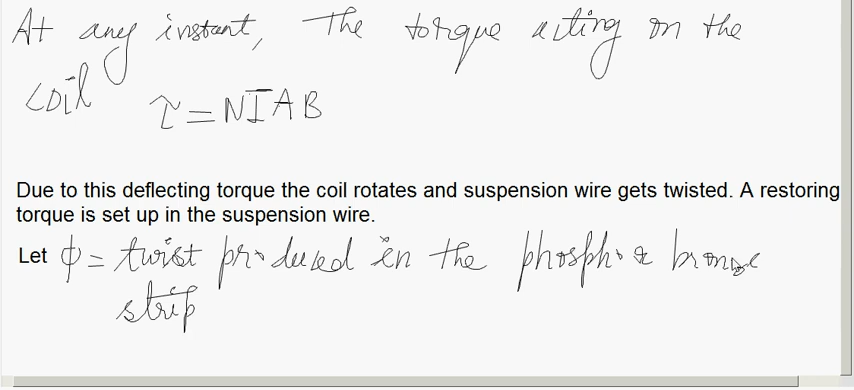 At any instant, The torque acting on the
coil τ = NIAB
Due to this deflecting torque the coil rotates and suspension wire gets twisted. A restoring
torque is set up in the suspension wire.
Let ϕ = twist produced in the phosphor bronze
strip